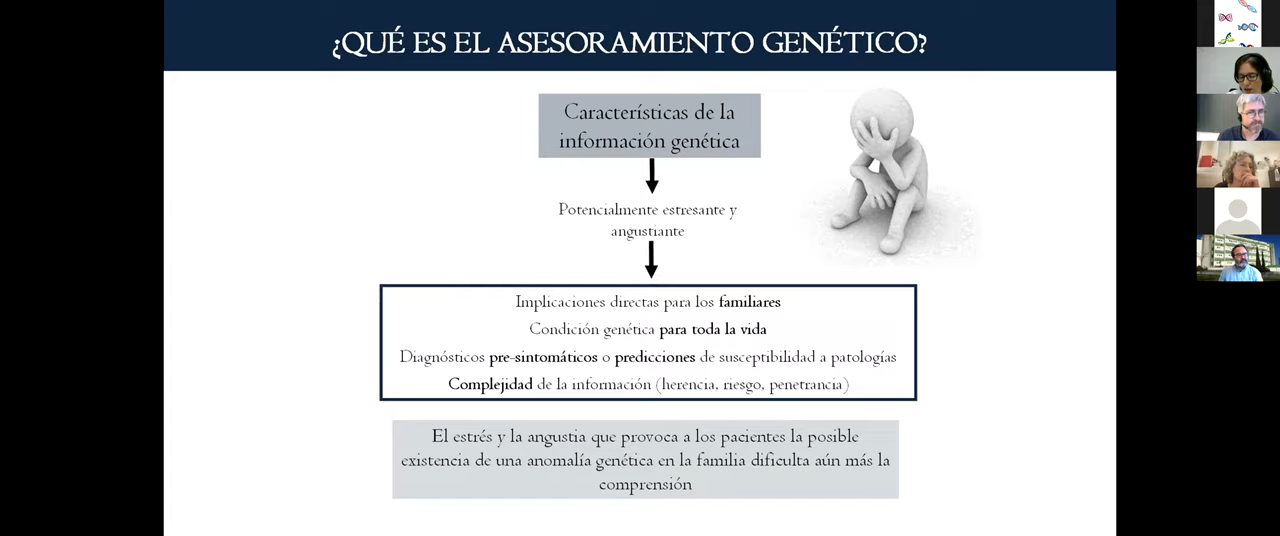 ¿QUÉ ES EL ASESORAMIENTO GENÉTICO?
Características de la
información genética
Potencialmente estresante y
angustiante
Implicaciones directas para los familiares
Condición genética para toda la vida
Diagnósticos pre-sintomáticos o predicciones de susceptibilidad a patologías
Complejidad de la información (herencia, riesgo, penetrancia)
El estrés y la angustia que provoca a los pacientes la posible
existencia de una anomalía genética en la familia dificulta aún más la
comprensión